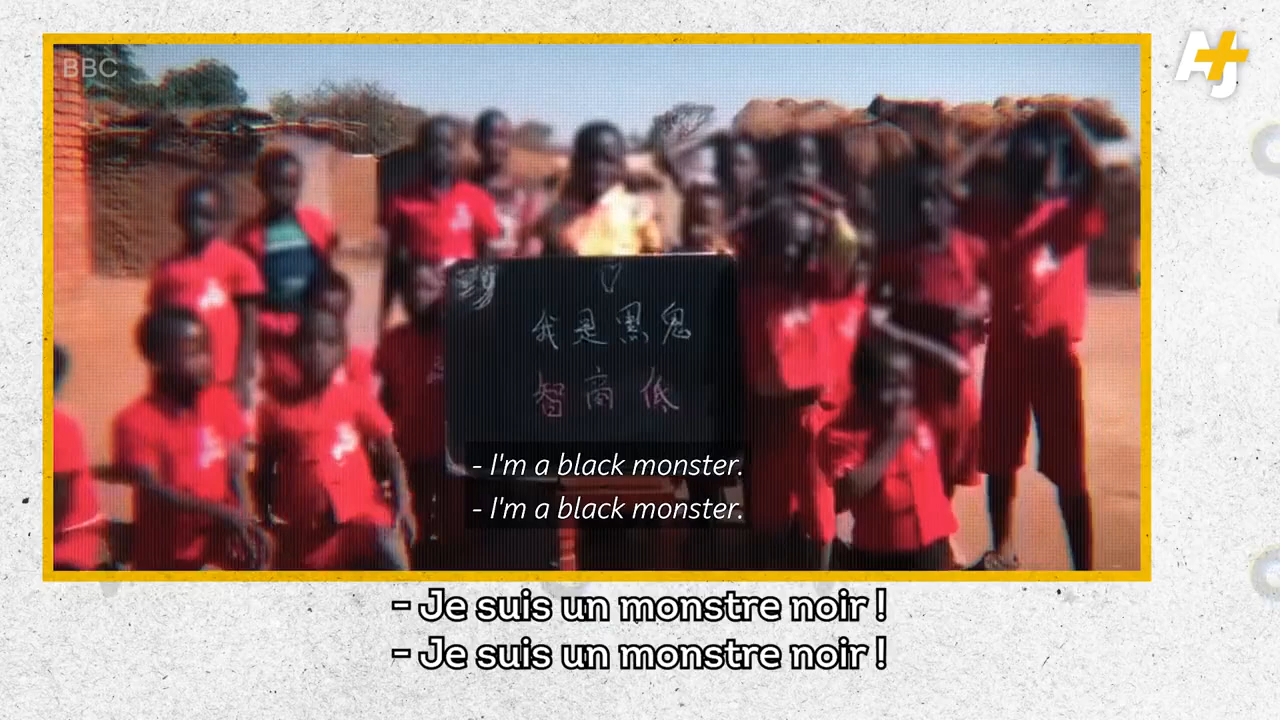 BBC
AJ+
我是黑鬼
智商低
- I'm a black monster.
- I'm a black monster.
- Je suis un monstre noir !
- Je suis un monstre noir !